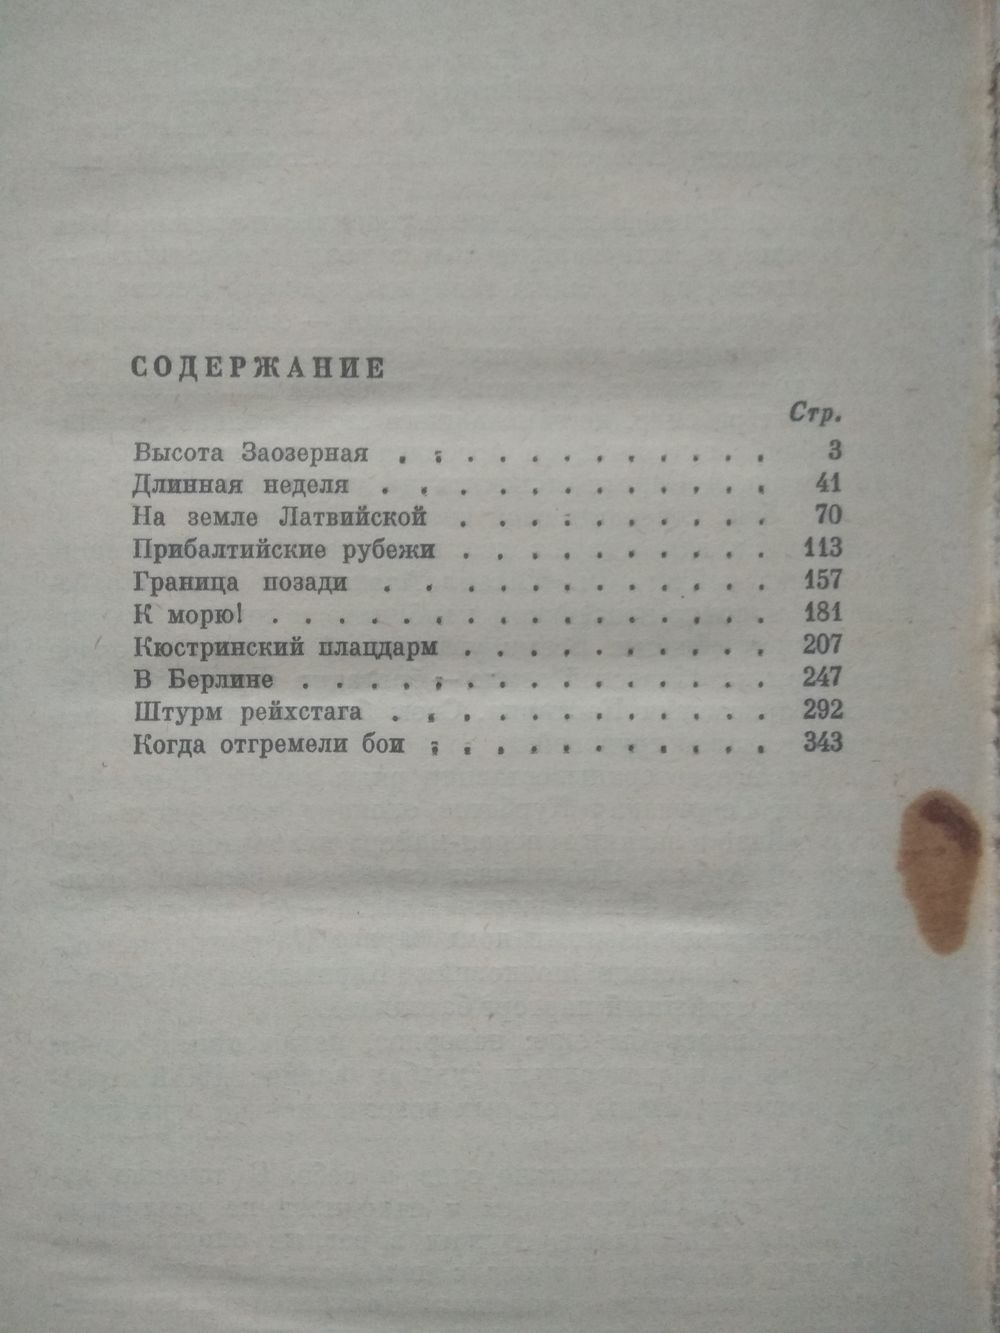 СОДЕРЖАНИЕ
Стр.
Высота Заозерная . . . . . . . . . . . . 3
Длинная неделя . . . . . . . . . . . . . 41
На земле Латвийской . . . . . . . . . . 70
Прибалтийские рубежи . . . . . . . . . . 113
Граница позади . . . . . . . . . . . . . 157
К морю! . . . . . . . . . . . . . . . . 181
Кюстринский плацдарм . . . . . . . . . . 207
В Берлине . . . . . . . . . . . . . . . 247
Штурм рейхстага . . . . . . . . . . . . 292
Когда отгремели бои . . . . . . . . . . . 343